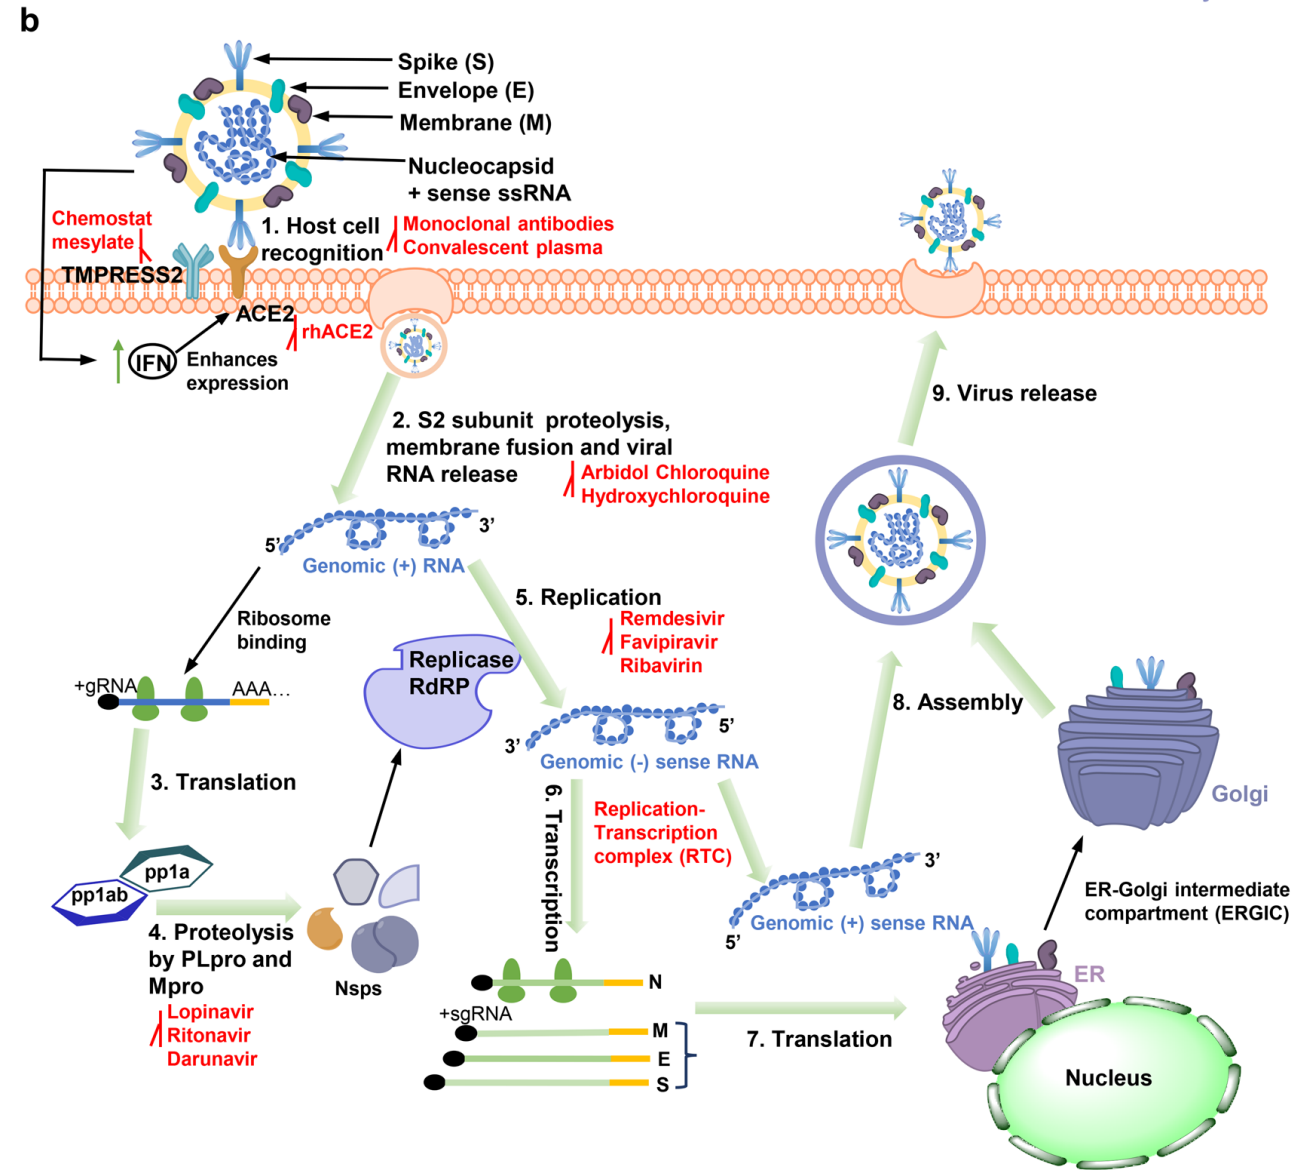 b
Spike (S)
Envelope (E)
Membrane (M)
Nucleocapsid
+ sense ssRNA
Chemostat
mesylate
TMPRESS2
1. Host cell
recognition
Monoclonal antibodies
Convalescent plasma
ACE2
rhACE2
IFN
Enhances
expression
2. S2 subunit proteolysis,
membrane fusion and viral
RNA release
Arbidol Chloroquine
Hydroxychloroquine
9. Virus release
5’
3’
Genomic (+) RNA
Ribosome
binding
5. Replication
Remdesivir
Favipiravir
Ribavirin
Replicase
RdRP
+gRNA
AAA...
3’
5’
Genomic (-) sense RNA
8. Assembly
Golgi
3. Translation
6. Transcription
Replication-
Transcription
complex (RTC)
pp1a
pp1ab
3’
5’
Genomic (+) sense RNA
ER-Golgi intermediate
compartment (ERGIC)
4. Proteolysis
by PLpro and
Mpro
Lopinavir
Ritonavir
Darunavir
Nsps
ER
N
+sgRNA
M
E
S
7. Translation
Nucleus